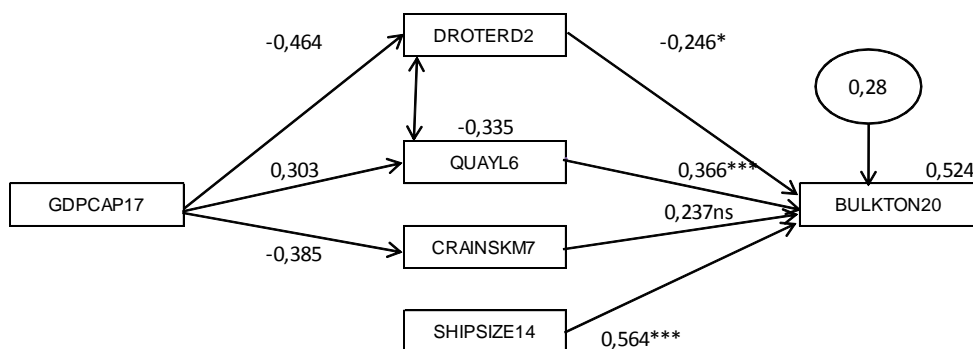 -0,464
DROTERD2
-0,246*
0,28
-0,335
0,303
QUAYL6
0,366***
0,524
GDPCAP17
0,237ns
BULKTON20
-0,385
CRAINSKM7
SHIPSIZE14
0,564***